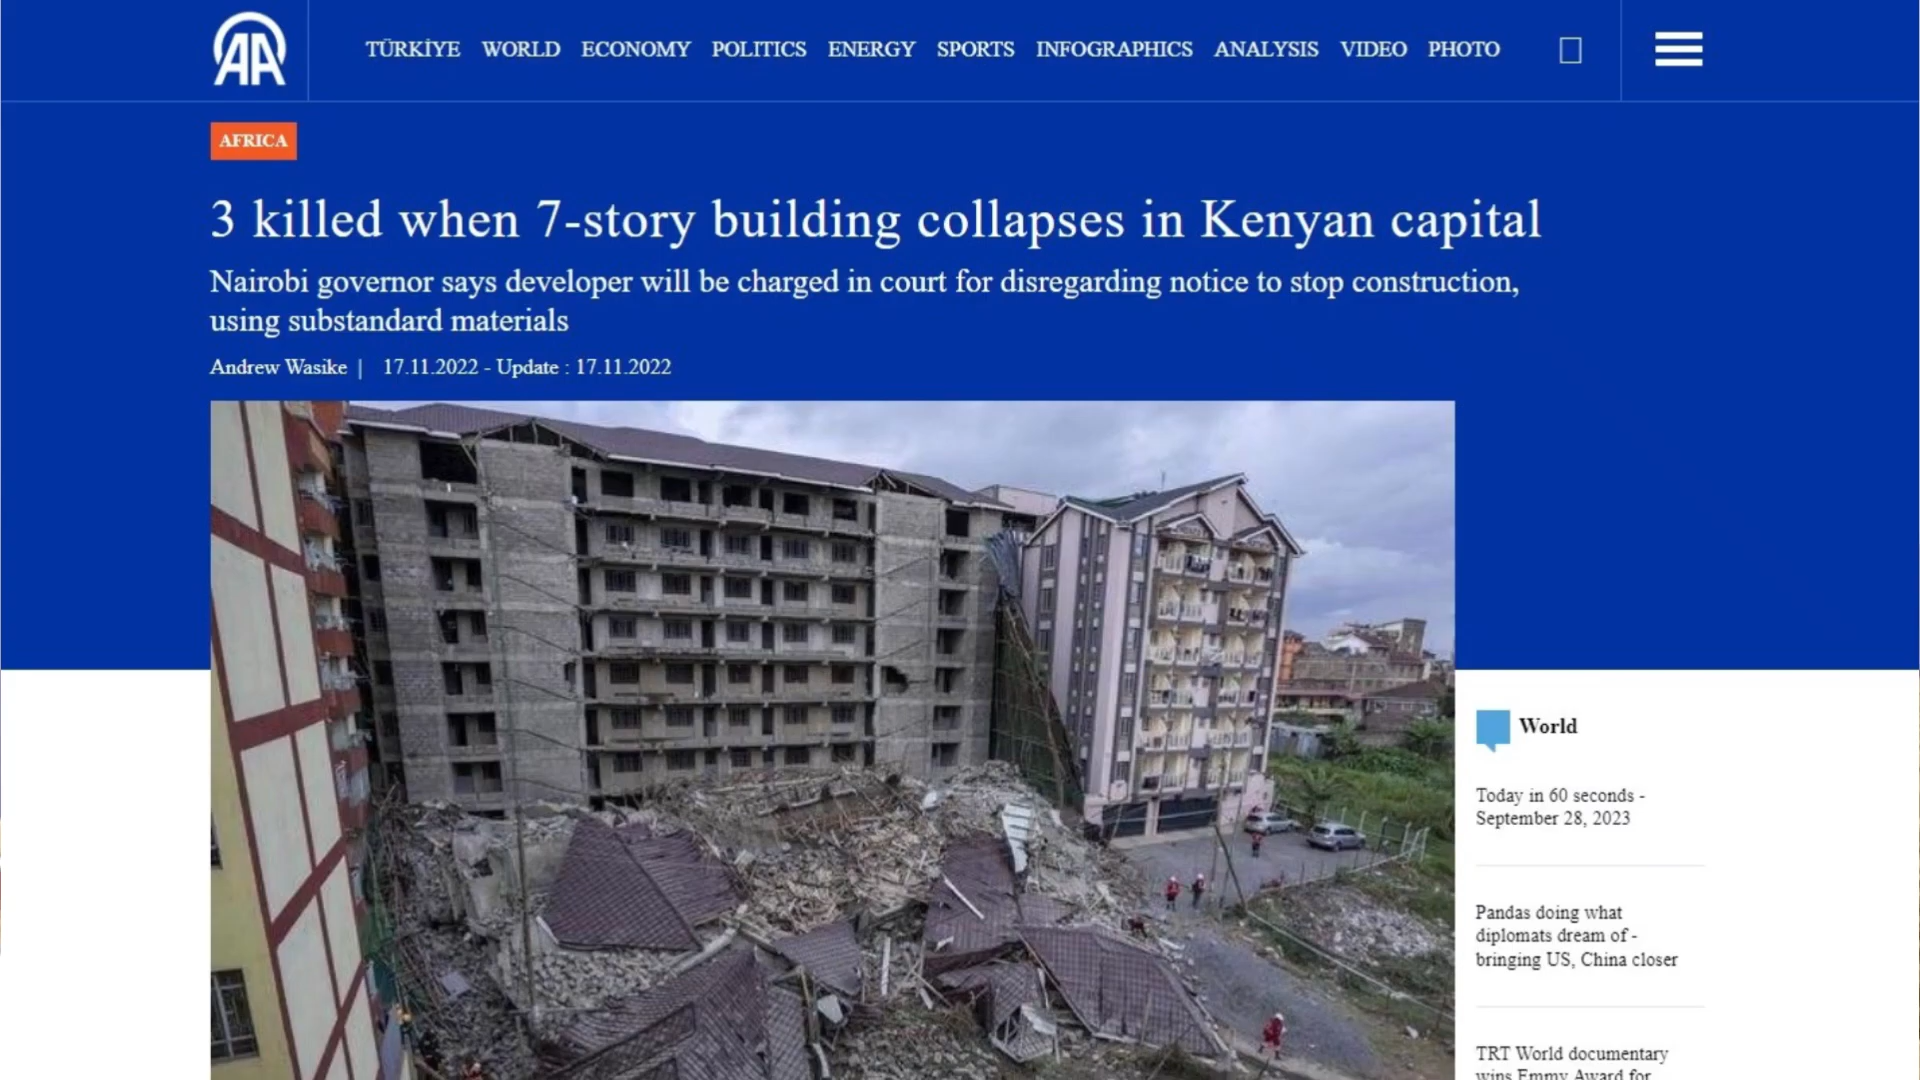 AA
TÜRKİYE WORLD ECONOMY POLITICS ENERGY SPORTS INFOGRAPHICS ANALYSIS VIDEO PHOTO
AFRICA
3 killed when 7-story building collapses in Kenyan capital
Nairobi governor says developer will be charged in court for disregarding notice to stop construction,
using substandard materials
Andrew Wasike | 17.11.2022 - Update : 17.11.2022
World
Today in 60 seconds -
September 28, 2023
Pandas doing what
diplomats dream of -
bringing US, China closer
TRT World documentary
wins Emmy Award for